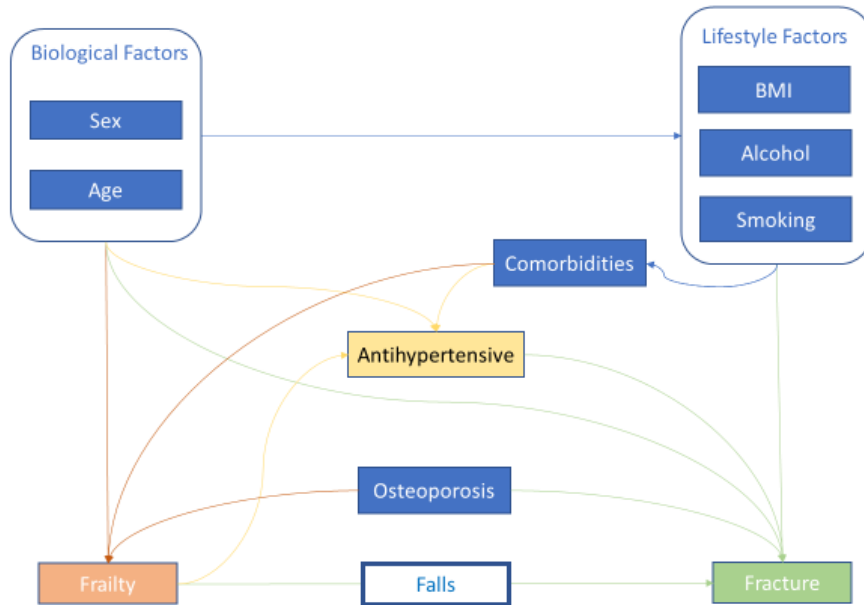 Biological Factors
Sex
Age
Lifestyle Factors
BMI
Alcohol
Smoking
Comorbidities
Antihypertensive
Osteoporosis
Frailty
Falls
Fracture